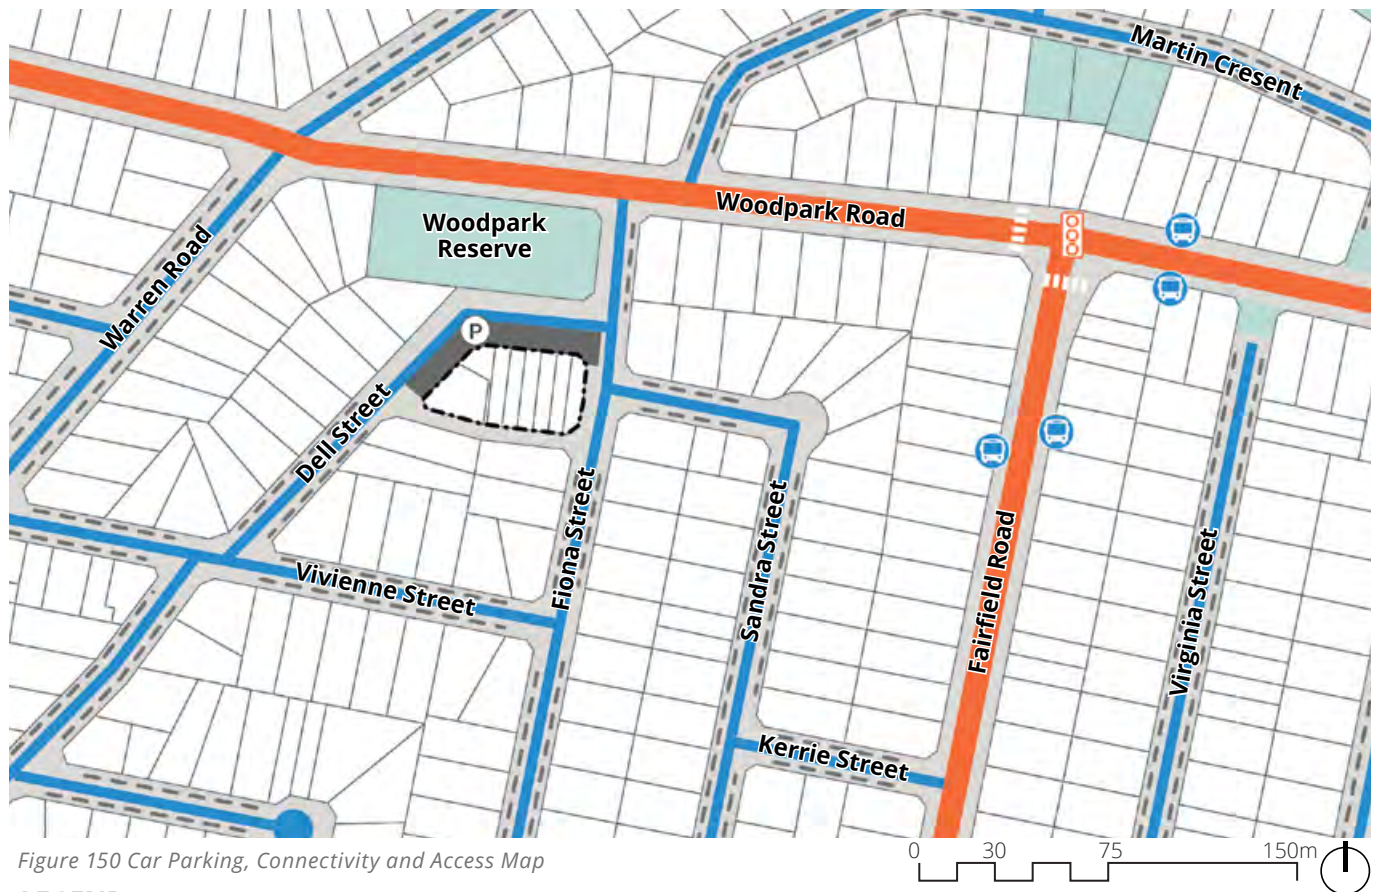 Martin Cresent
Woodpark Road
Woodpark
Reserve
Warren Road
P
Dell Street
Fiona Street
Sandra Street
Vivienne Street
Fairfield Road
Virginia Street
Kerrie Street
Figure 150 Car Parking, Connectivity and Access Map
0 30 75 150m